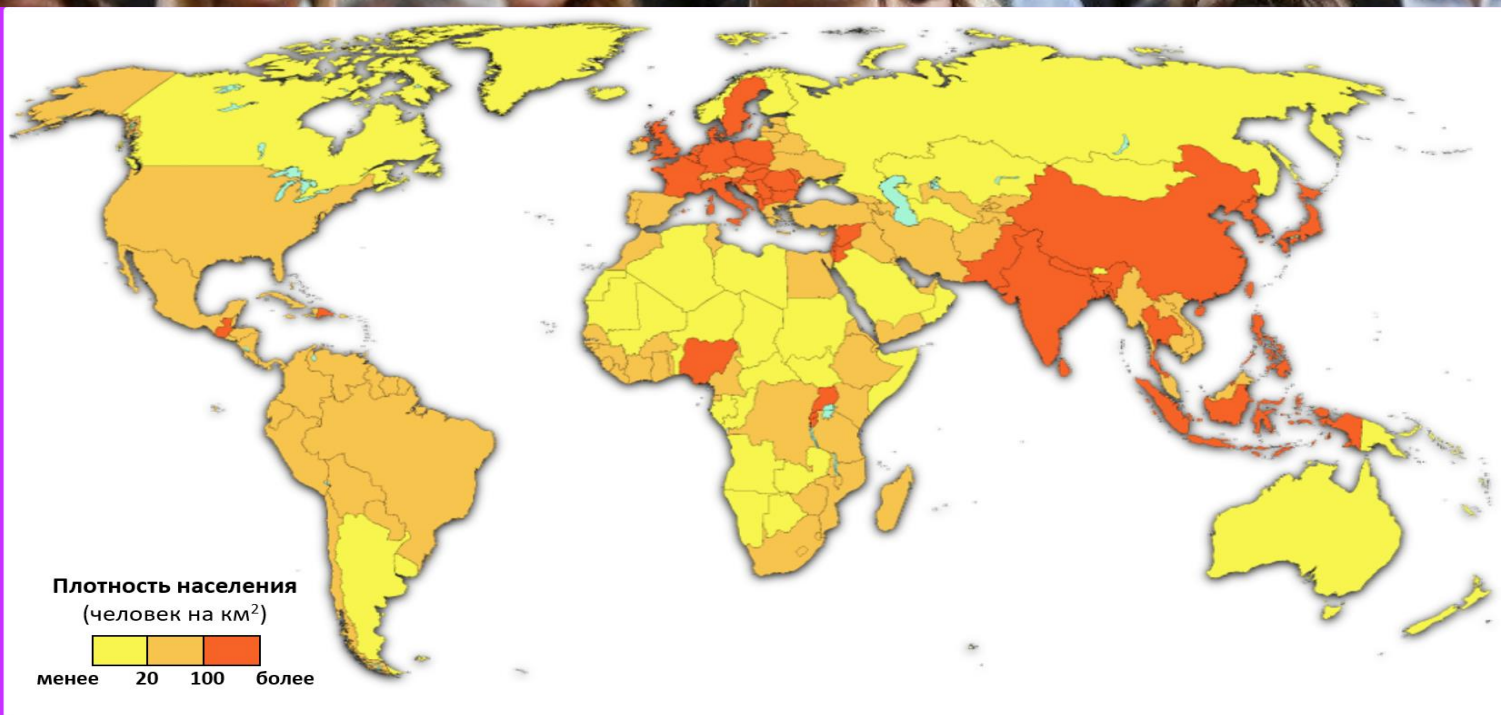 Плотность населения
(человек на км²)
менее 20 100 более